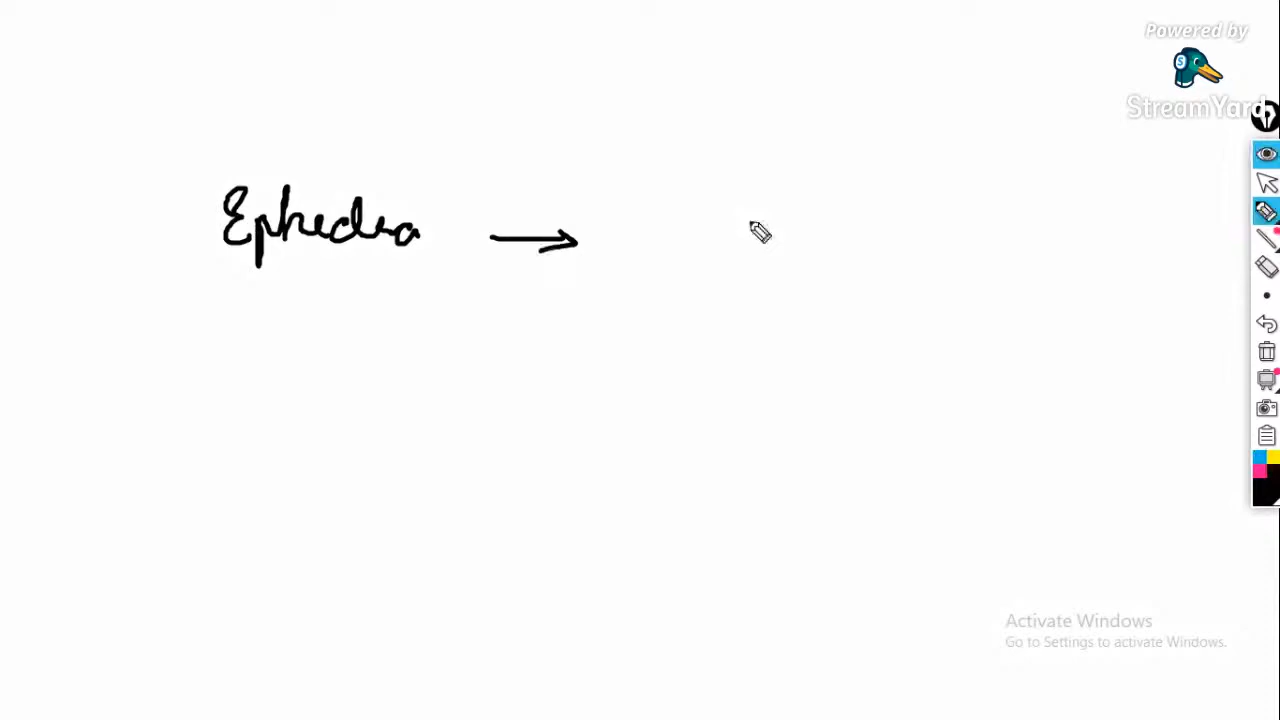 Powered by
StreamYard
Ephedra →
Activate Windows
Go to Settings to activate Windows.